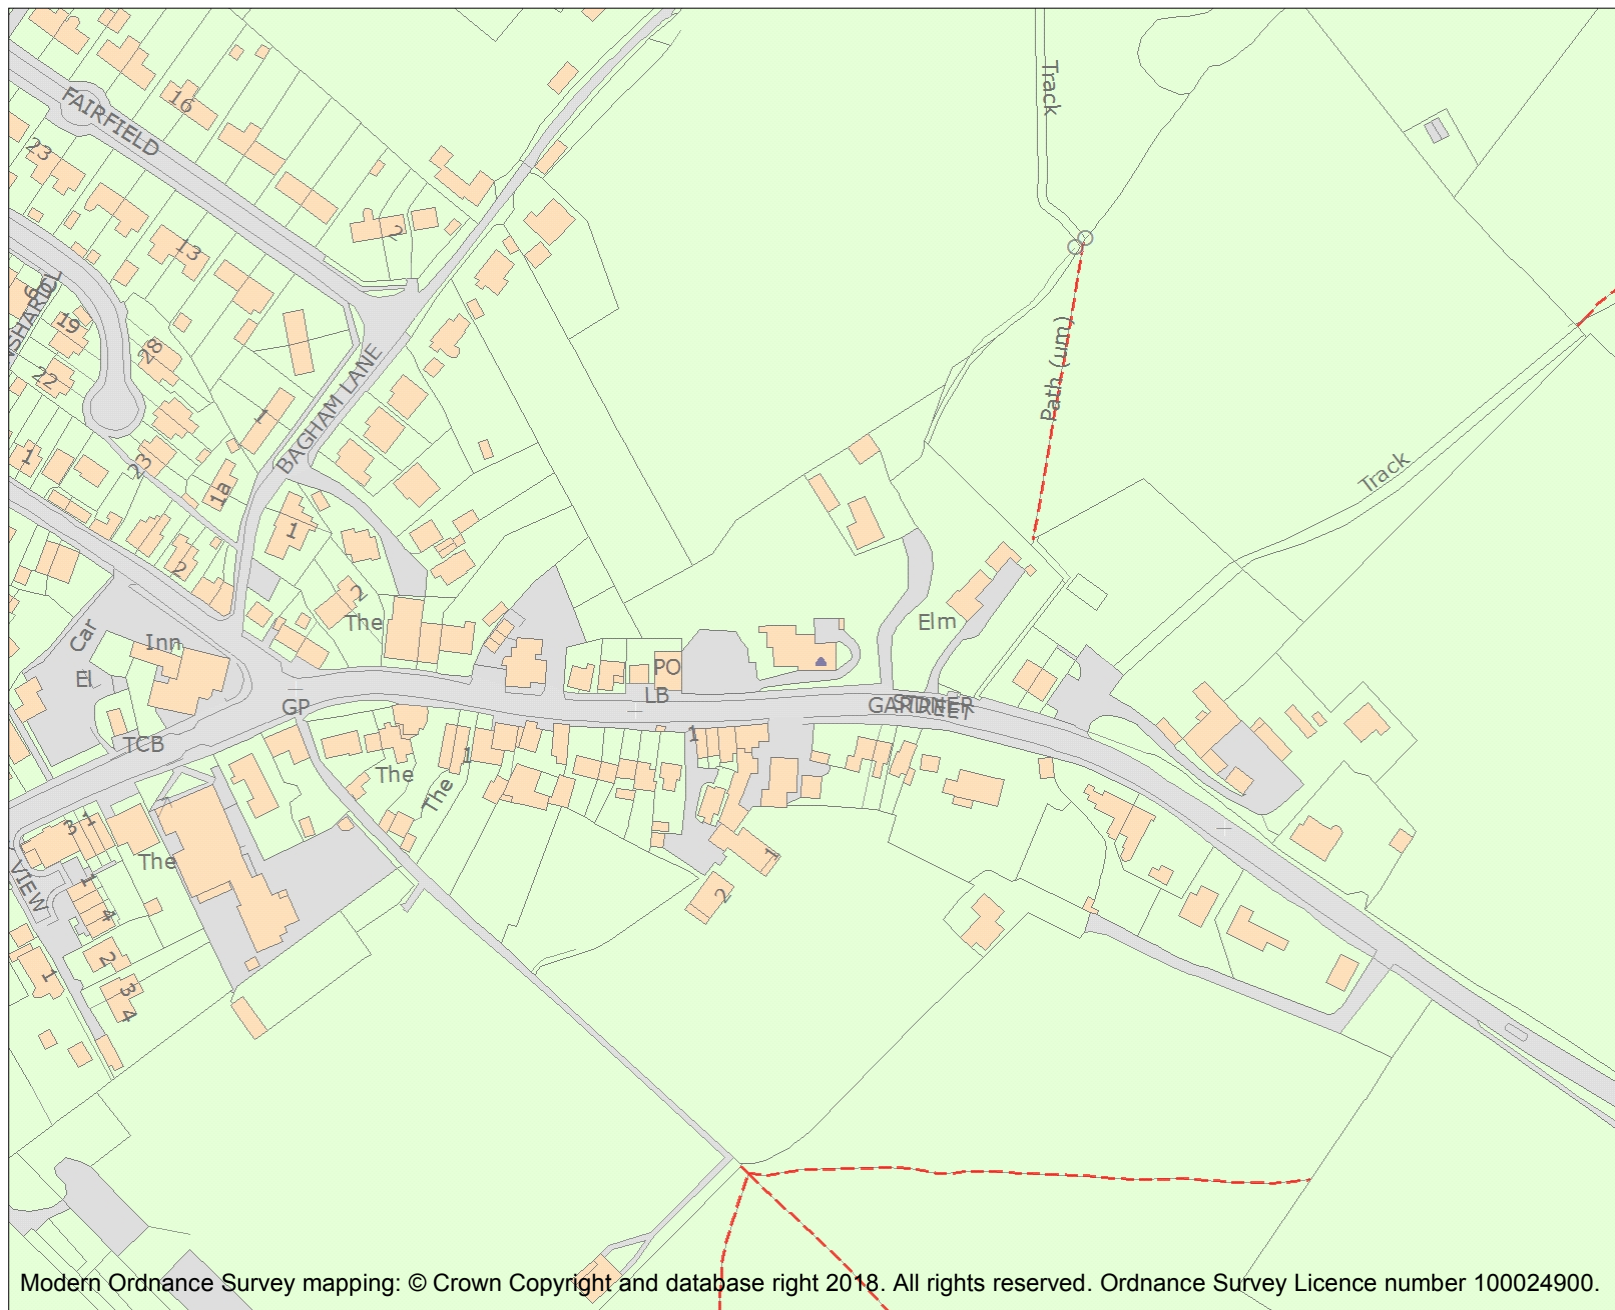 Track
16
FAIRFIELD
23
2
13
19
28
22
Path (um)
BAGHAM LANE
1
1
23
1a
Track
1
2
2
The
Elm
Car
Inn
El
PO
LB
GP
GARDNER
STREET
TCB
1
1
The
The
3 1
The
1
VIEW
4
1
2
2
1
3
4
Modern Ordnance Survey mapping: © Crown Copyright and database right 2018. All rights reserved. Ordnance Survey Licence number 100024900.